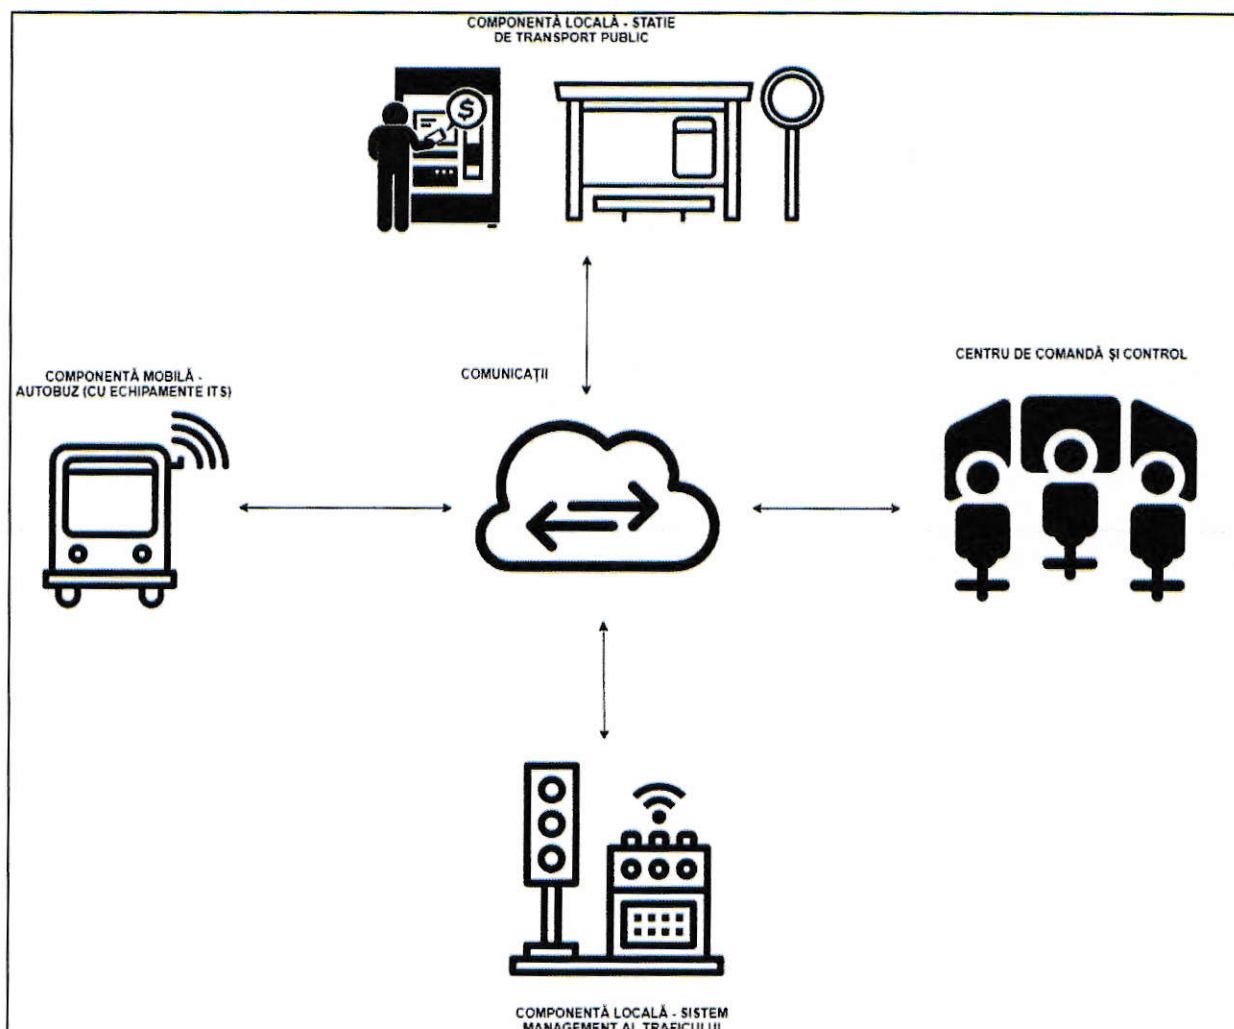 COMPONENTĂ LOCALĂ - STATIE
DE TRANSPORT PUBLIC
$
CENTRU DE COMANDĂ ȘI CONTROL
COMUNICAȚII
COMPONENTĂ MOBILĂ -
AUTOBUZ (CU ECHIPAMENTE ITS)
COMPONENTĂ LOCALĂ - SISTEM
MANAGEMENT AL TRAFICULUI